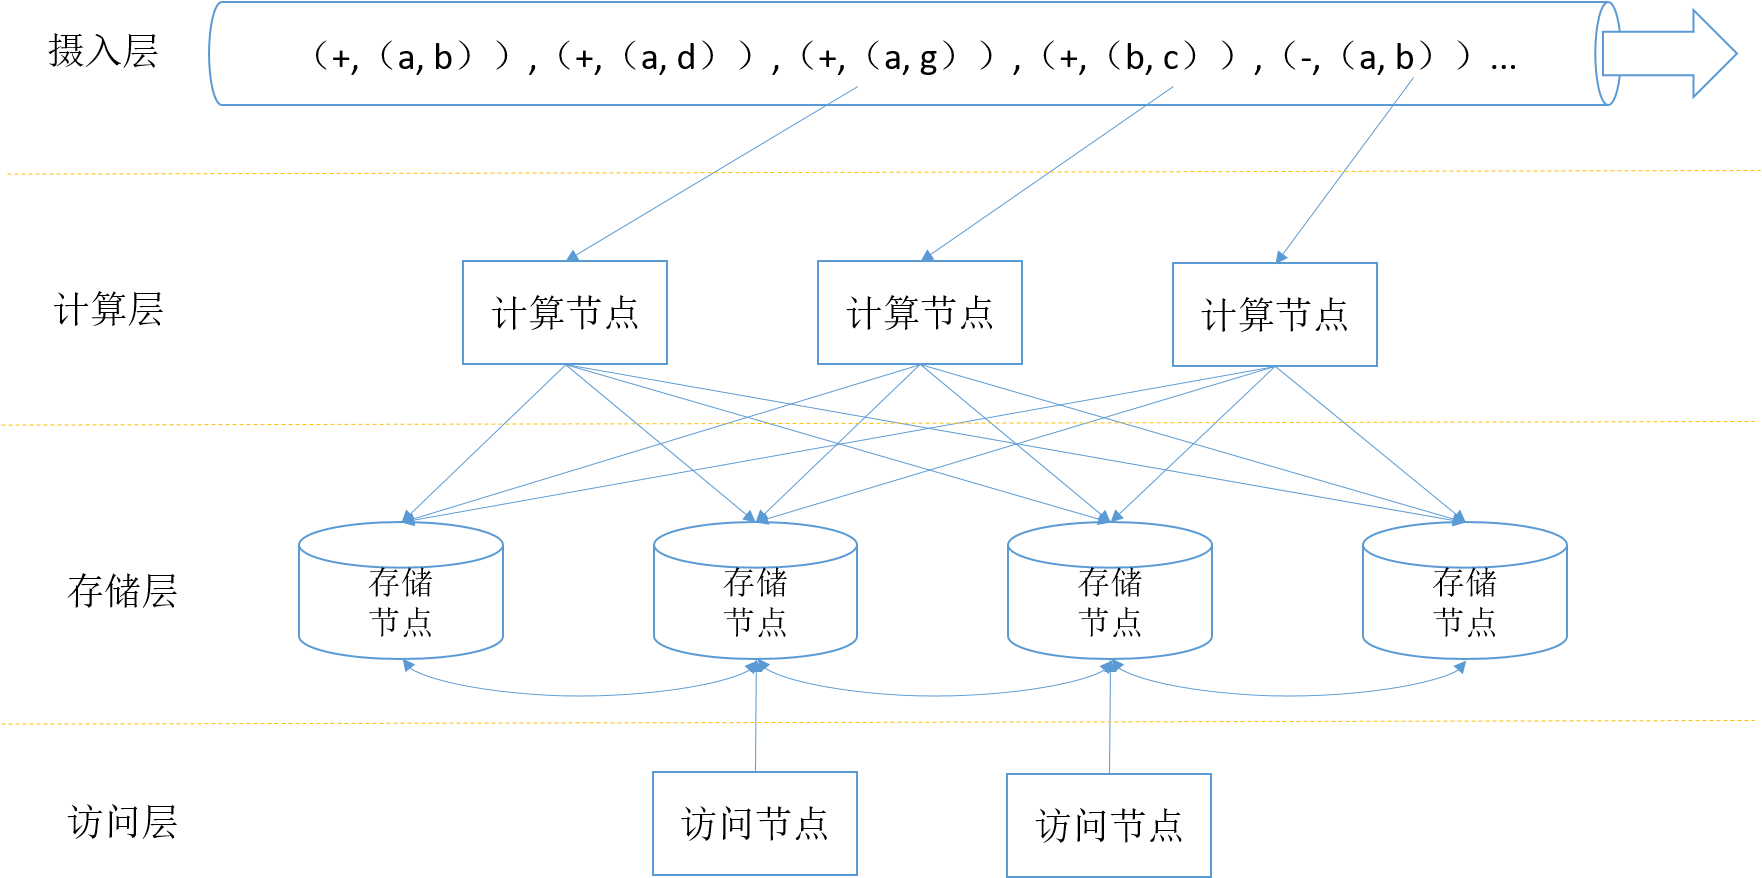 摄入层
（+,（a, b））,（+,（a, d））,（+,（a, g））,（+,（b, c））,（-,（a, b））...
计算层
计算节点
计算节点
计算节点
存储层
存储
节点
存储
节点
存储
节点
存储
节点
访问层
访问节点
访问节点